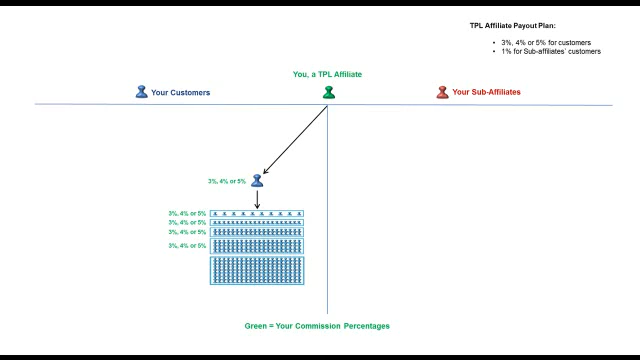 TPL Affiliate Payout Plan:
• 3%, 4% or 5% for customers
• 1% for Sub-affiliates' customers
You, a TPL Affiliate
Your Customers
Your Sub-Affiliates
3%, 4% or 5%
3%, 4% or 5%
3%, 4% or 5%
3%, 4% or 5%
3%, 4% or 5%
Green = Your Commission Percentages